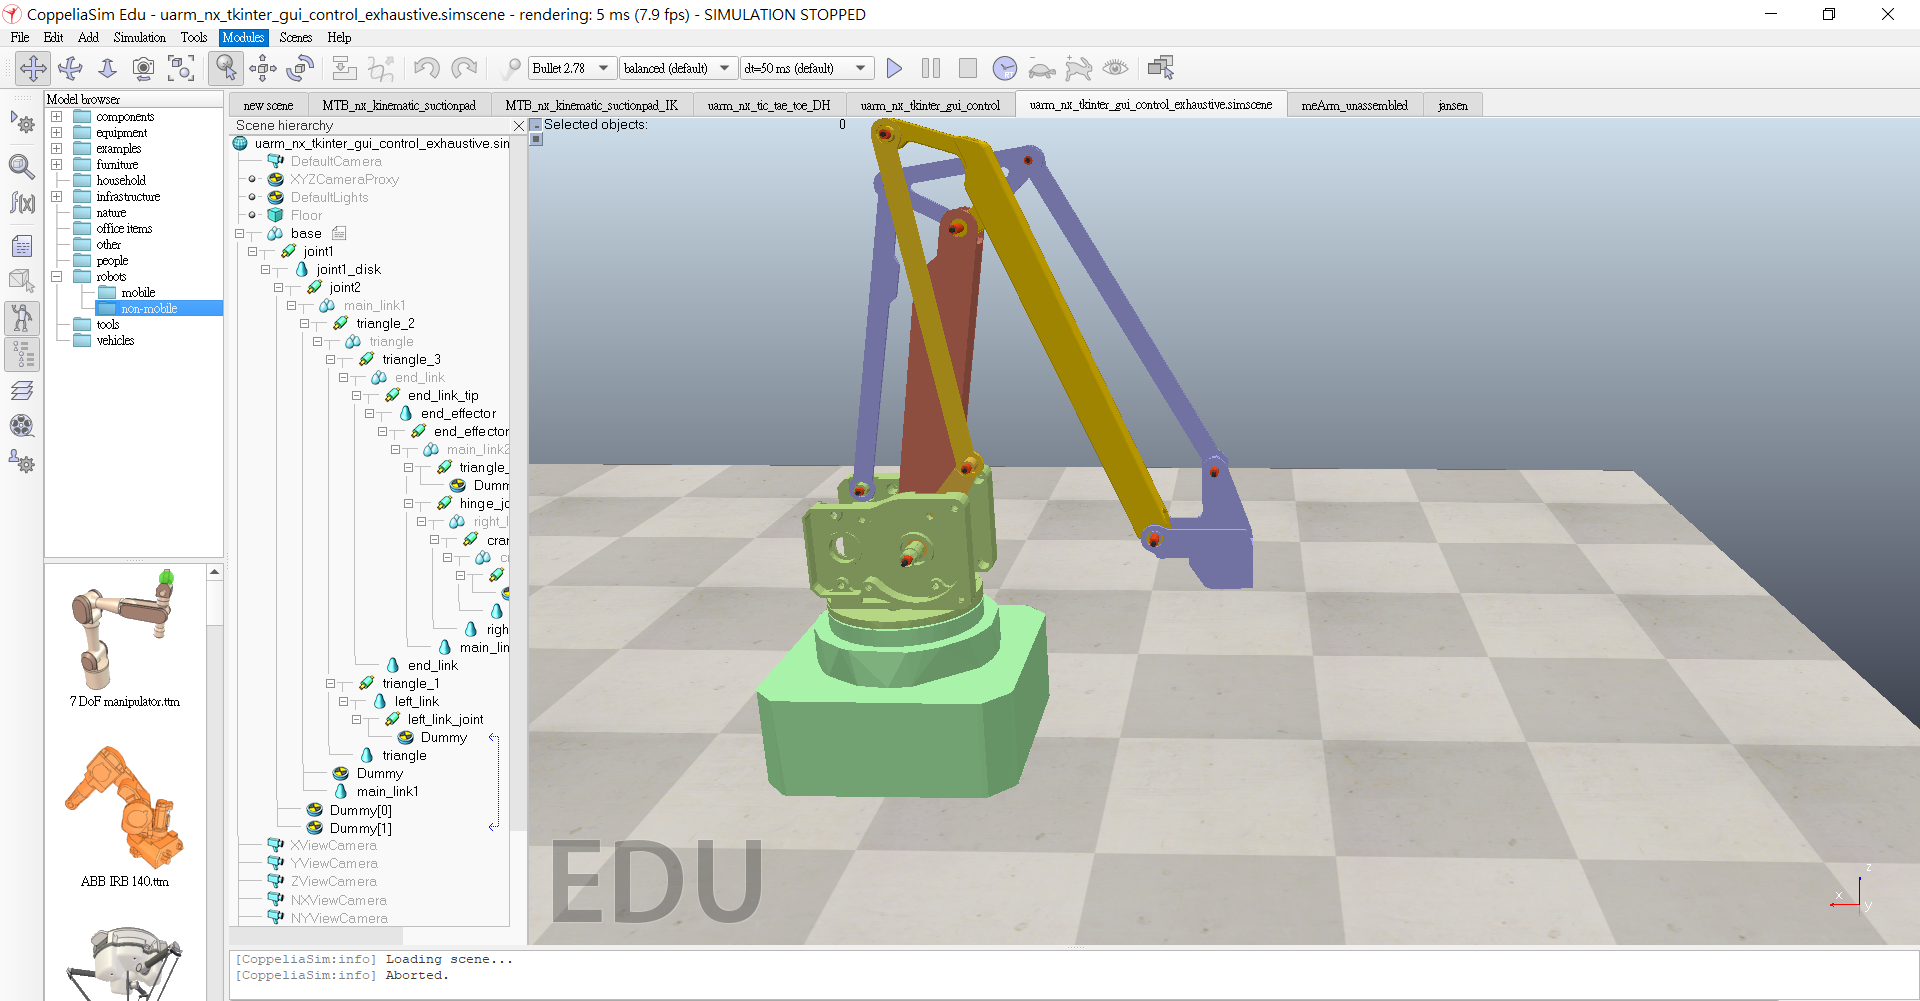 CoppeliaSim Edu - uarm_nx_tkinter_gui_control_exhaustive.simscene - rendering: 5 ms (7.9 fps) - SIMULATION STOPPED
File Edit Add Simulation Tools Modules Scenes Help
Bullet 2.78 balanced (default) dt=50 ms (default)
RT
f(x)
Model browser
components
equipment
examples
furniture
household
infrastructure
nature
office items
other
people
robots
mobile
non-mobile
tools
vehicles
7 DoF manipulator.ttm
ABB IRB 140.ttm
new scene MTB_nx_kinematic_suctionpad MTB_nx_kinematic_suctionpad_IK uarm_nx_tic_tae_toe_DH uarm_nx_tkinter_gui_control uarm_nx_tkinter_gui_control_exhaustive.simscene meArm_unassembled jansen
Scene hierarchy
uarm_nx_tkinter_gui_control_exhaustive.sim
DefaultCamera
XYZCameraProxy
DefaultLights
Floor
base
joint1
joint1_disk
joint2
main_link1
triangle_2
triangle
triangle_3
end_link
end_link_tip
end_effector
end_effector
main_link2
triangle_
Dumm
hinge_jo
right_l
cran
c
righ
main_lin
end_link
triangle_1
left_link
left_link_joint
Dummy
triangle
Dummy
main_link1
Dummy[0]
Dummy[1]
XViewCamera
YViewCamera
ZViewCamera
NXViewCamera
NYViewCamera
Selected objects: 0
EDU
z
x
y
[CoppeliaSim:info] Loading scene...
[CoppeliaSim:info] Aborted.